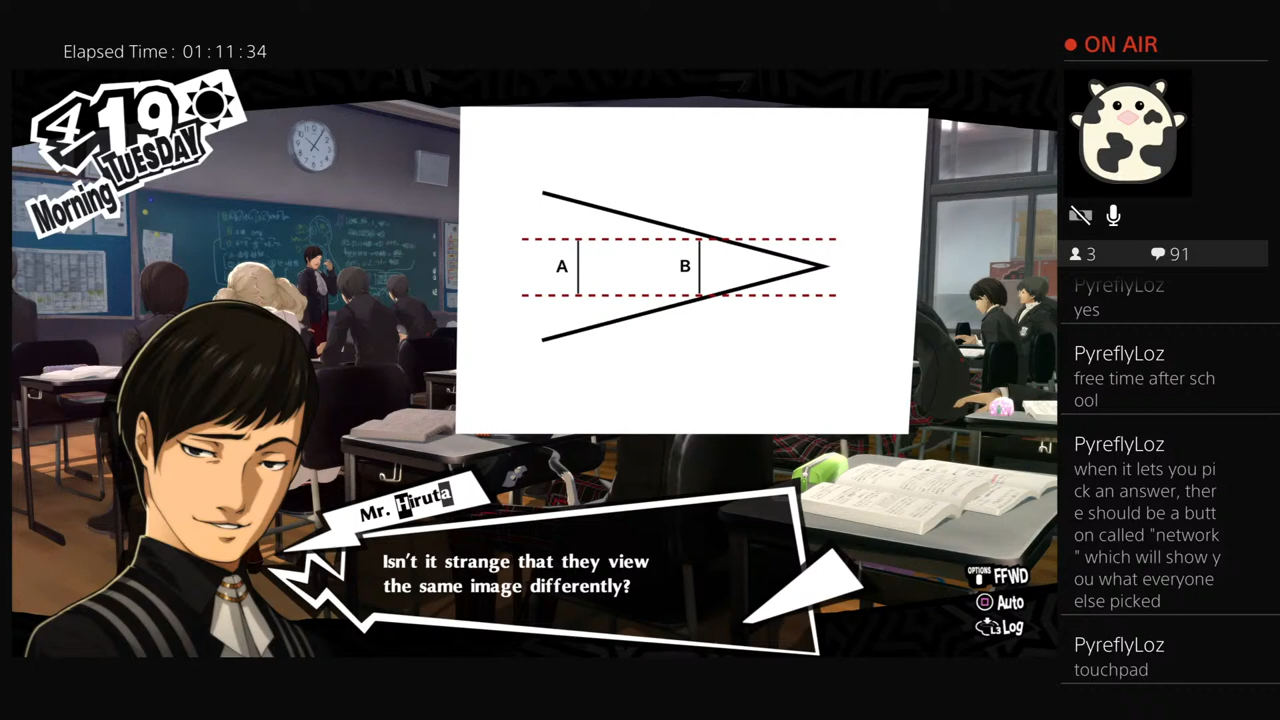 Elapsed Time: 01:11:34
ON AIR
4/19
TUESDAY
Morning
A
B
3
91
PyreflyLoz
yes
PyreflyLoz
free time after sch
ool
PyreflyLoz
when it lets you pi
ck an answer, ther
e should be a butt
on called "network
" which will show y
ou what everyone
else picked
PyreflyLoz
touchpad
Mr. Hiruta
Isn't it strange that they view
the same image differently?
OPTIONS FFWD
Auto
L3 Log